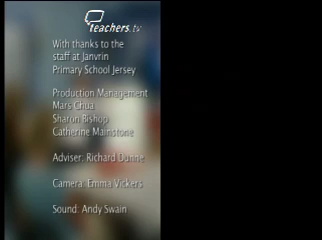 teachers.tv
With thanks to the
staff at Janvrin
Primary School Jersey
Production Management
Mars Chua
Sharon Bishop
Catherine Mainstone
Adviser: Richard Dunne
Camera: Emma Vickers
Sound: Andy Swain